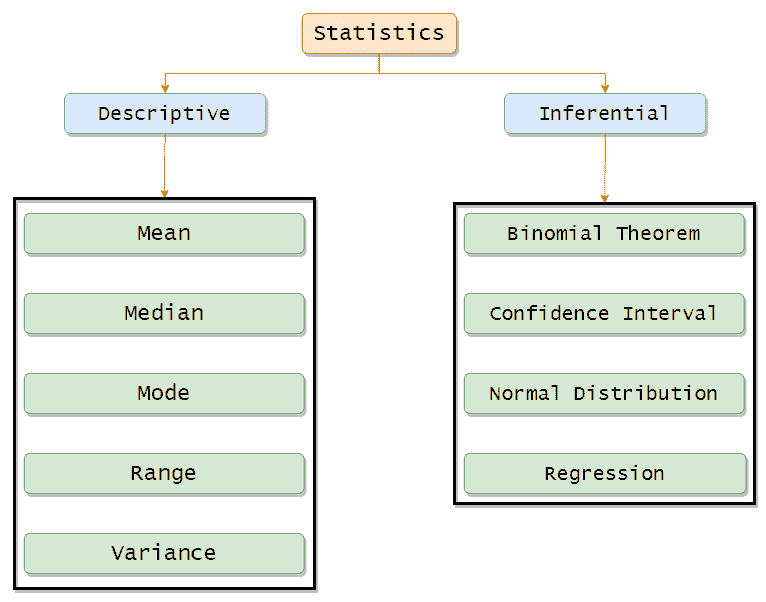 Statistics
Descriptive
Inferential
Mean
Median
Mode
Range
Variance
Binomial Theorem
Confidence Interval
Normal Distribution
Regression